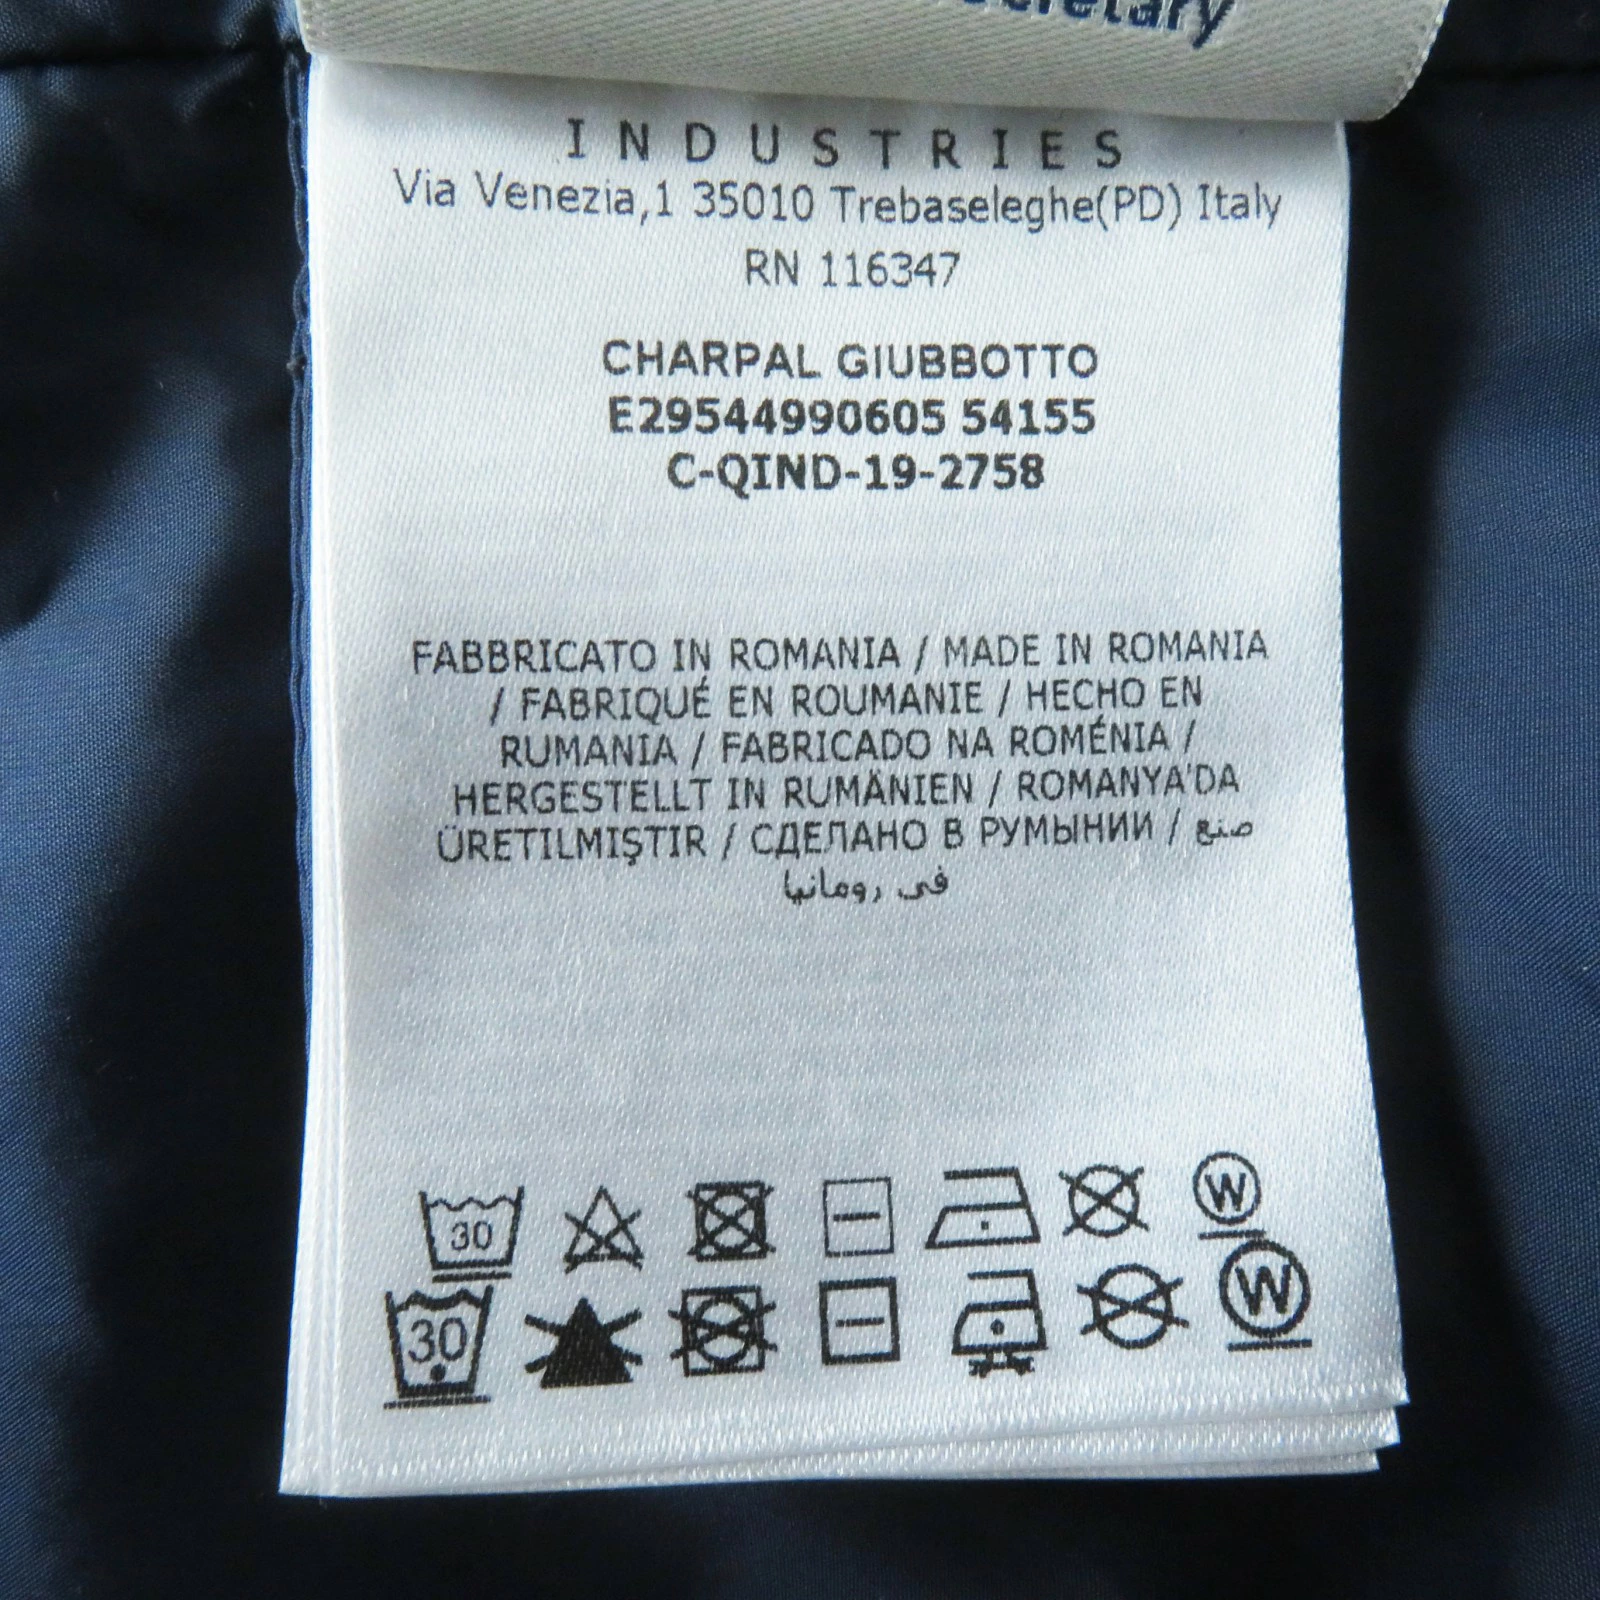 INDUSTRIES
Via Venezia,1 35010 Trebaseleghe(PD) Italy
RN 116347
CHARPAL GIUBBOTTO
E29544990605 54155
C-QIND-19-2758
FABBRICATO IN ROMANIA / MADE IN ROMANIA
/ FABRIQUÉ EN ROUMANIE / HECHO EN
RUMANIA / FABRICADO NA ROMÉNIA /
HERGESTELLT IN RUMÄNIEN / ROMANYA'DA
ÜRETILMIŞTIR / СДЕЛАНО В РУМЫНИИ / صنع
في رومانيا
30 W
30 W